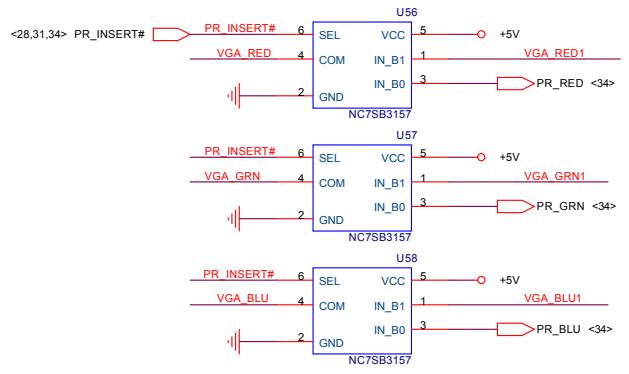 U56
<28,31,34> PR_INSERT# PR_INSERT# 6 SEL VCC 5 +5V
VGA_RED 4 COM IN_B1 1 VGA_RED1
IN_B0 3 PR_RED <34>
2 GND
NC7SB3157
U57
PR_INSERT# 6 SEL VCC 5 +5V
VGA_GRN 4 COM IN_B1 1 VGA_GRN1
IN_B0 3 PR_GRN <34>
2 GND
NC7SB3157
U58
PR_INSERT# 6 SEL VCC 5 +5V
VGA_BLU 4 COM IN_B1 1 VGA_BLU1
IN_B0 3 PR_BLU <34>
2 GND
NC7SB3157